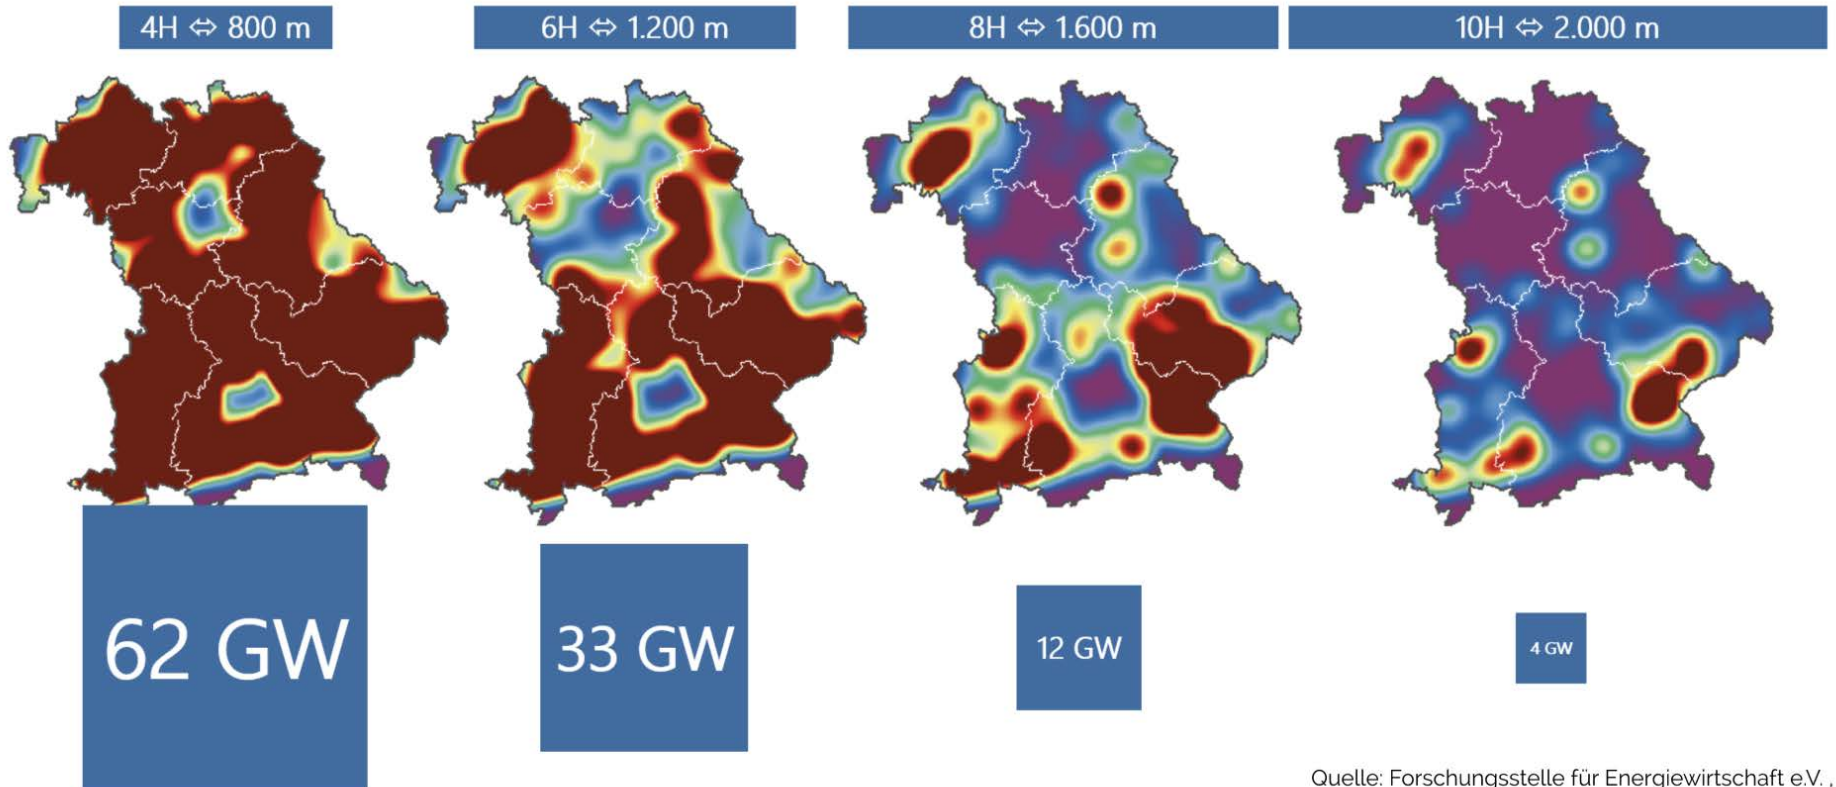 4H ⇔ 800 m
6H ⇔ 1.200 m
8H ⇔ 1.600 m
10H ⇔ 2.000 m
62 GW
33 GW
12 GW
4 GW
Quelle: Forschungsstelle für Energiewirtschaft e.V. ,